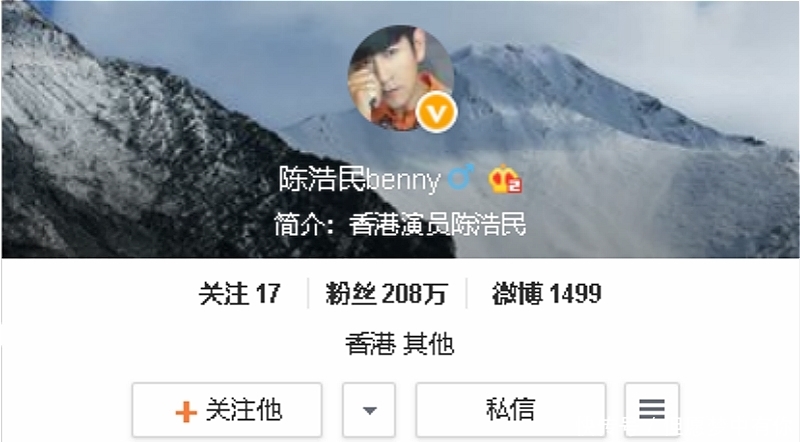 陈浩民benny
简介：香港演员陈浩民
关注 17 粉丝 208万 微博 1499
香港 其他
+ 关注他 私信